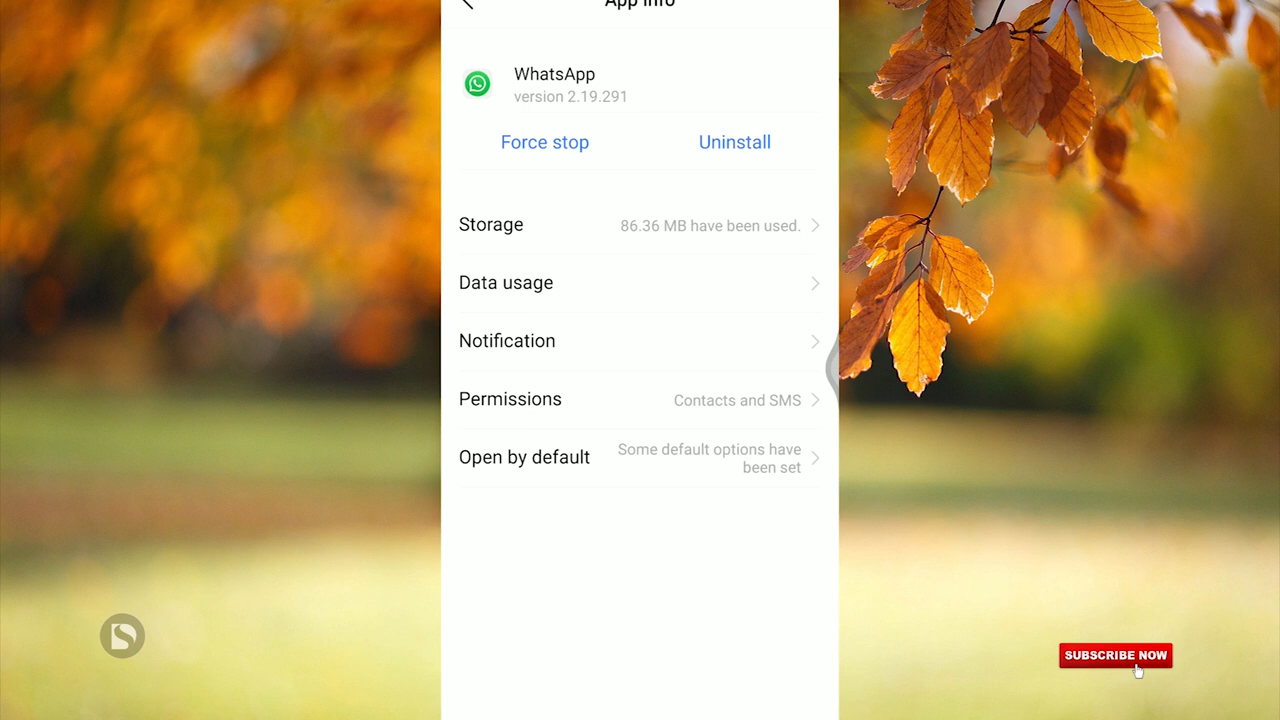 App info
WhatsApp
version 2.19.291
Force stop
Uninstall
Storage
86.36 MB have been used.
Data usage
Notification
Permissions
Contacts and SMS
Open by default
Some default options have
been set
SUBSCRIBE NOW